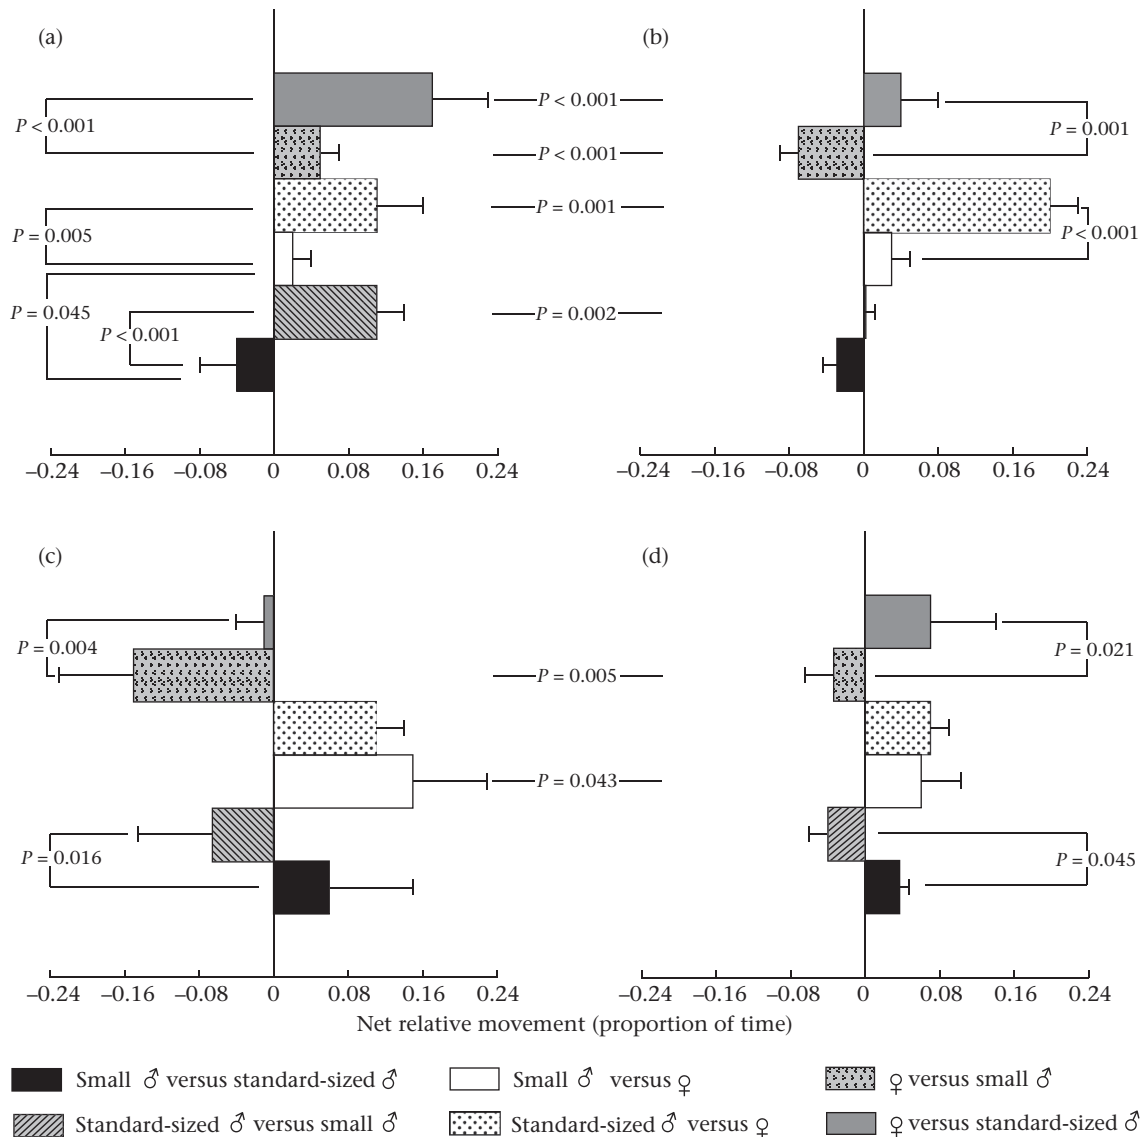 (a)
(b)
P < 0.001
P < 0.001
P = 0.001
P < 0.001
P < 0.001
P = 0.001
P = 0.005
P < 0.001
P = 0.045
P = 0.002
P < 0.001
–0.24 –0.16 –0.08 0 0.08 0.16 0.24
–0.24 –0.16 –0.08 0 0.08 0.16 0.24
(c)
(d)
P = 0.004
P = 0.021
P = 0.005
P = 0.043
P = 0.016
P = 0.045
–0.24 –0.16 –0.08 0 0.08 0.16 0.24
–0.24 –0.16 –0.08 0 0.08 0.16 0.24
Net relative movement (proportion of time)
Small ♂ versus standard-sized ♂
Small ♂ versus ♀
♀ versus small ♂
Standard-sized ♂ versus small ♂
Standard-sized ♂ versus ♀
♀ versus standard-sized ♂